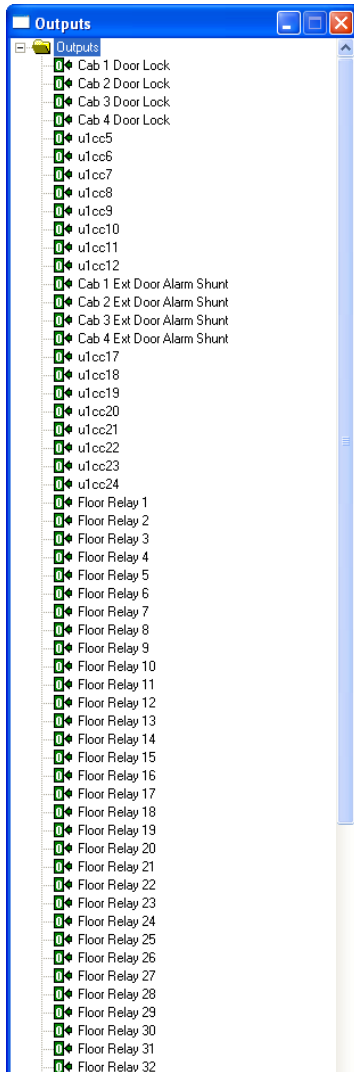 Outputs
Outputs
Cab 1 Door Lock
Cab 2 Door Lock
Cab 3 Door Lock
Cab 4 Door Lock
u1cc5
u1cc6
u1cc7
u1cc8
u1cc9
u1cc10
u1cc11
u1cc12
Cab 1 Ext Door Alarm Shunt
Cab 2 Ext Door Alarm Shunt
Cab 3 Ext Door Alarm Shunt
Cab 4 Ext Door Alarm Shunt
u1cc17
u1cc18
u1cc19
u1cc20
u1cc21
u1cc22
u1cc23
u1cc24
Floor Relay 1
Floor Relay 2
Floor Relay 3
Floor Relay 4
Floor Relay 5
Floor Relay 6
Floor Relay 7
Floor Relay 8
Floor Relay 9
Floor Relay 10
Floor Relay 11
Floor Relay 12
Floor Relay 13
Floor Relay 14
Floor Relay 15
Floor Relay 16
Floor Relay 17
Floor Relay 18
Floor Relay 19
Floor Relay 20
Floor Relay 21
Floor Relay 22
Floor Relay 23
Floor Relay 24
Floor Relay 25
Floor Relay 26
Floor Relay 27
Floor Relay 28
Floor Relay 29
Floor Relay 30
Floor Relay 31
Floor Relay 32